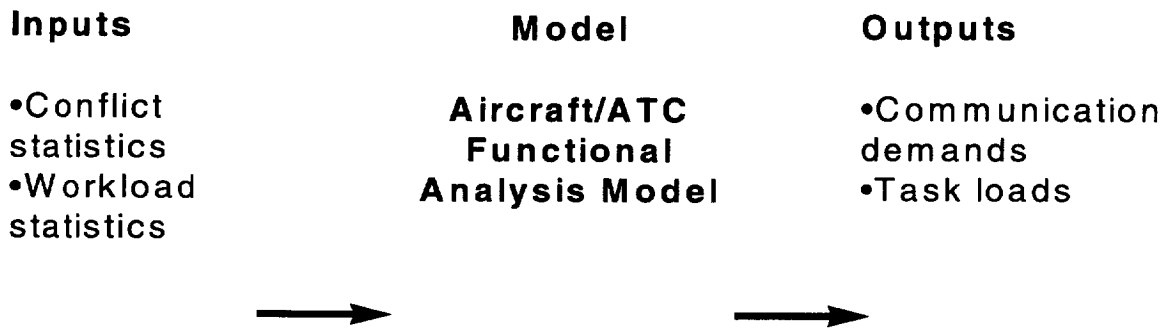 Inputs
Model
Outputs
•Conflict
statistics
•Workload
statistics
Aircraft/ATC
Functional
Analysis Model
•Communication
demands
•Task loads